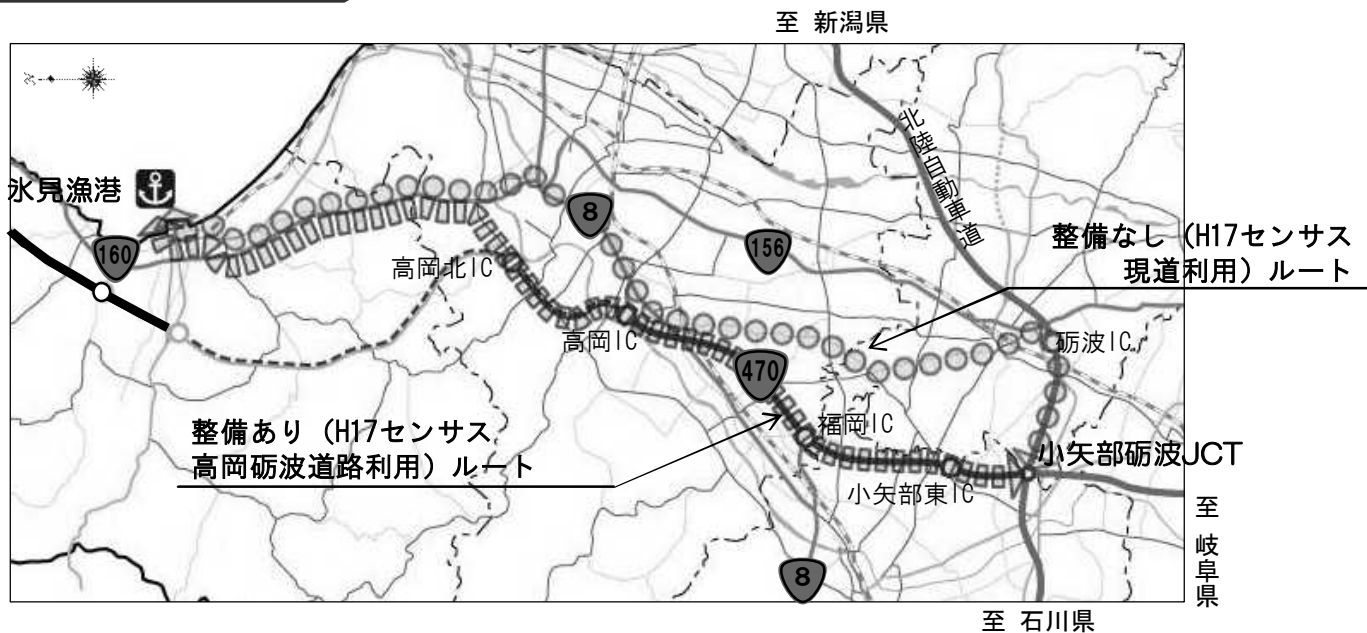 至 新潟県
N
氷見漁港
160
8
156
北陸自動車道
整備なし（H17センサス
現道利用）ルート
高岡北IC
高岡IC
砺波IC
470
整備あり（H17センサス
高岡砺波道路利用）ルート
福岡IC
小矢部砺波JCT
小矢部東IC
8
至 岐阜県
至 石川県